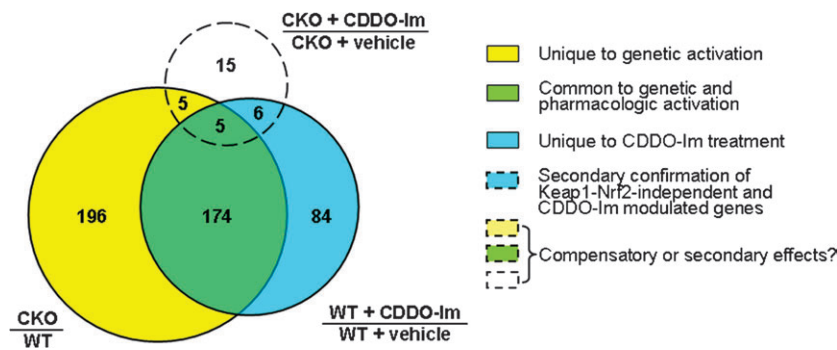 CKO + CDDO-Im
CKO + vehicle
15
5
5
6
196
174
84
CKO
WT
WT + CDDO-Im
WT + vehicle
Unique to genetic activation
Common to genetic and
pharmacologic activation
Unique to CDDO-Im treatment
Secondary confirmation of
Keap1-Nrf2-independent and
CDDO-Im modulated genes
Compensatory or secondary effects?